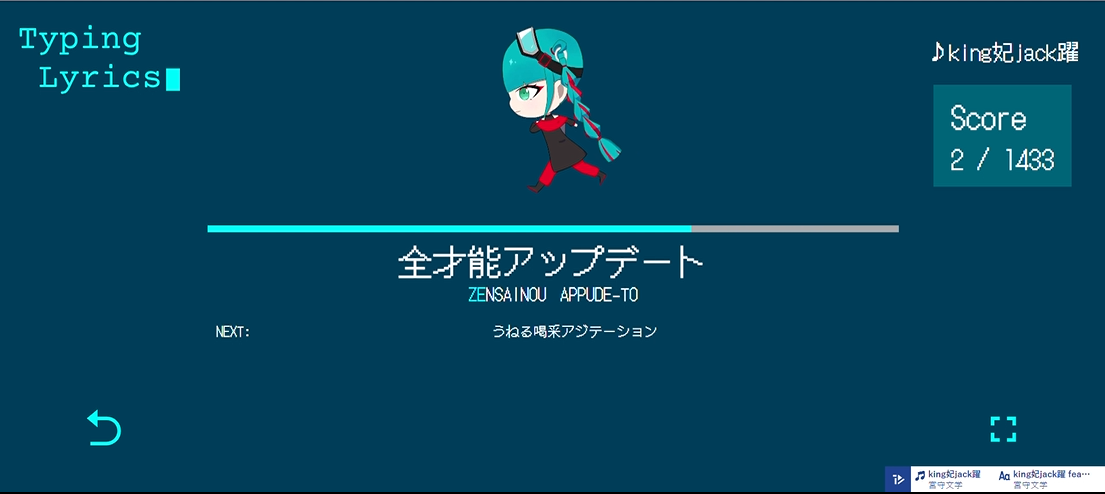 Typing
Lyrics
♪king妃jack躍
Score
2 / 1433
全才能アップデート
ZENSAINOU APPUDE-TO
NEXT:
うねる喝采アジテーション
king妃jack躍
宮守文学
Aa
king妃jack躍 fea…
宮守文学